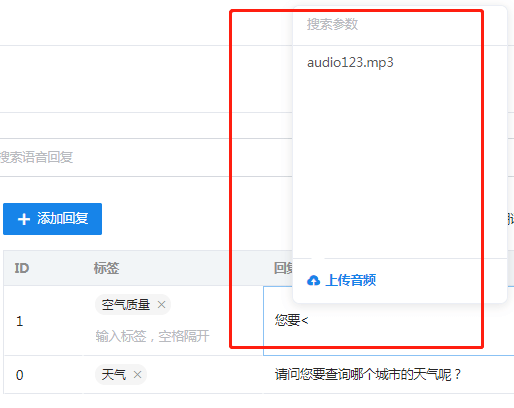 搜索参数
audio123.mp3
搜索语音回复
添加回复
ID
标签
上传音频
1
空气质量 ×
输入标签，空格隔开
您要<
0
天气 ×
请问您要查询哪个城市的天气呢？